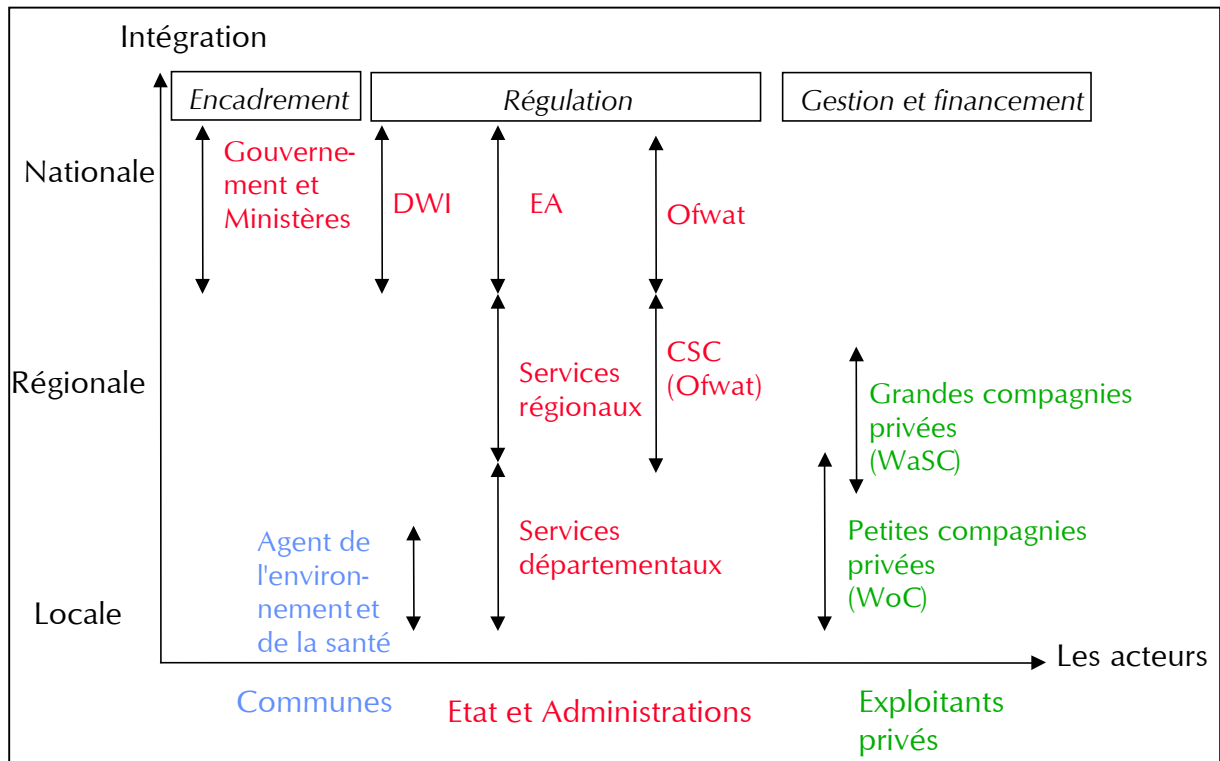 Intégration
Encadrement
Régulation
Gestion et financement
Nationale
Gouverne-
ment et
Ministères
DWI
EA
Ofwat
Régionale
Services
régionaux
CSC
(Ofwat)
Grandes compagnies
privées
(WaSC)
Locale
Agent de
l'environ-
nement et
de la santé
Services
départementaux
Petites compagnies
privées
(WoC)
Les acteurs
Communes
Etat et Administrations
Exploitants
privés